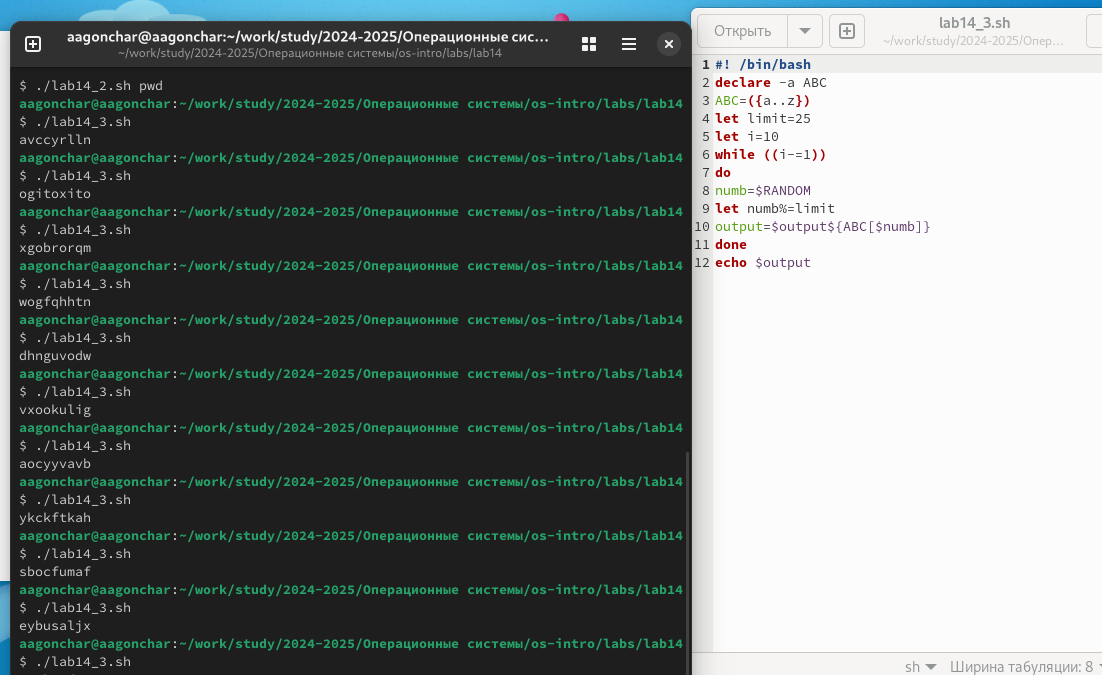 aagonchar@aagonchar:~/work/study/2024-2025/Операционные сис...
~/work/study/2024-2025/Операционные системы/os-intro/labs/lab14
$ ./lab14_2.sh pwd
aagonchar@aagonchar:~/work/study/2024-2025/Операционные системы/os-intro/labs/lab14
$ ./lab14_3.sh
avccyrlln
aagonchar@aagonchar:~/work/study/2024-2025/Операционные системы/os-intro/labs/lab14
$ ./lab14_3.sh
ogitoxito
aagonchar@aagonchar:~/work/study/2024-2025/Операционные системы/os-intro/labs/lab14
$ ./lab14_3.sh
xgobrorqm
aagonchar@aagonchar:~/work/study/2024-2025/Операционные системы/os-intro/labs/lab14
$ ./lab14_3.sh
wogfqhhtn
aagonchar@aagonchar:~/work/study/2024-2025/Операционные системы/os-intro/labs/lab14
$ ./lab14_3.sh
dhnguvodw
aagonchar@aagonchar:~/work/study/2024-2025/Операционные системы/os-intro/labs/lab14
$ ./lab14_3.sh
vxookulig
aagonchar@aagonchar:~/work/study/2024-2025/Операционные системы/os-intro/labs/lab14
$ ./lab14_3.sh
aocyyvavb
aagonchar@aagonchar:~/work/study/2024-2025/Операционные системы/os-intro/labs/lab14
$ ./lab14_3.sh
ykckftkah
aagonchar@aagonchar:~/work/study/2024-2025/Операционные системы/os-intro/labs/lab14
$ ./lab14_3.sh
sbocfumaf
aagonchar@aagonchar:~/work/study/2024-2025/Операционные системы/os-intro/labs/lab14
$ ./lab14_3.sh
eybusaljx
aagonchar@aagonchar:~/work/study/2024-2025/Операционные системы/os-intro/labs/lab14
$ ./lab14_3.sh
Открыть
lab14_3.sh
~/work/study/2024-2025/Опер...
1 #! /bin/bash
2 declare -a ABC
3 ABC=({a..z})
4 let limit=25
5 let i=10
6 while ((i-=1))
7 do
8 numb=$RANDOM
9 let numb%=limit
10 output=$output${ABC[$numb]}
11 done
12 echo $output
sh
Ширина табуляции: 8